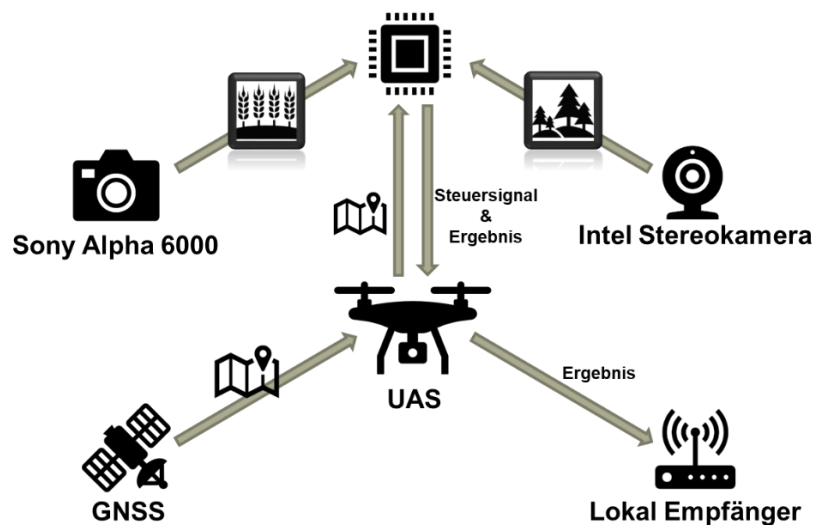 Sony Alpha 6000
Steuersignal
&
Ergebnis
Intel Stereokamera
UAS
Ergebnis
GNSS
Lokal Empfänger